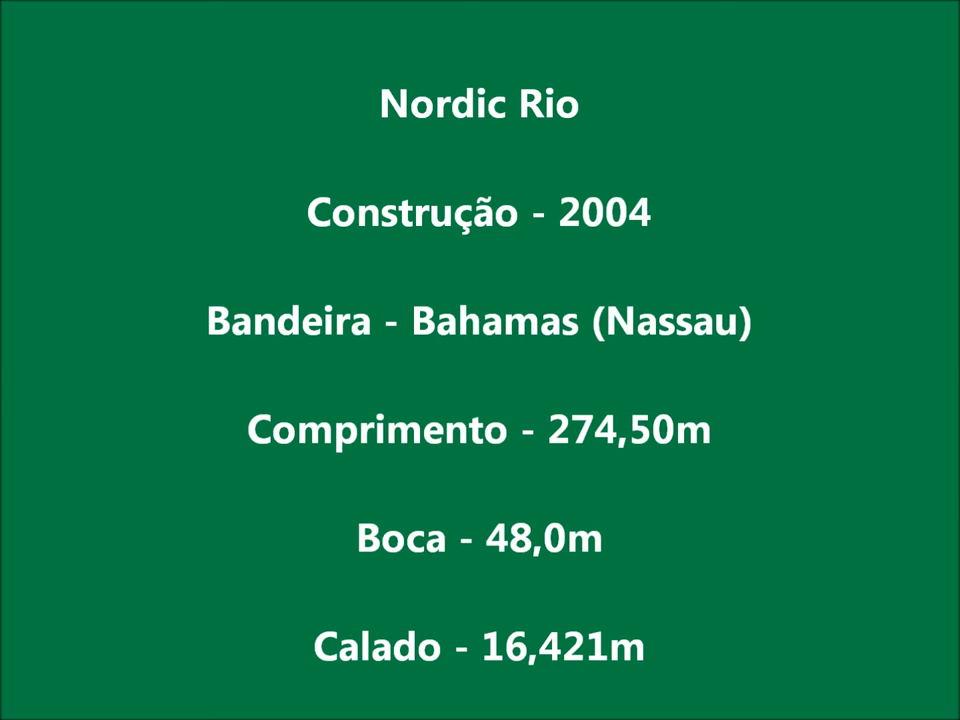 Nordic Rio
Construção - 2004
Bandeira - Bahamas (Nassau)
Comprimento - 274,50m
Boca - 48,0m
Calado - 16,421m